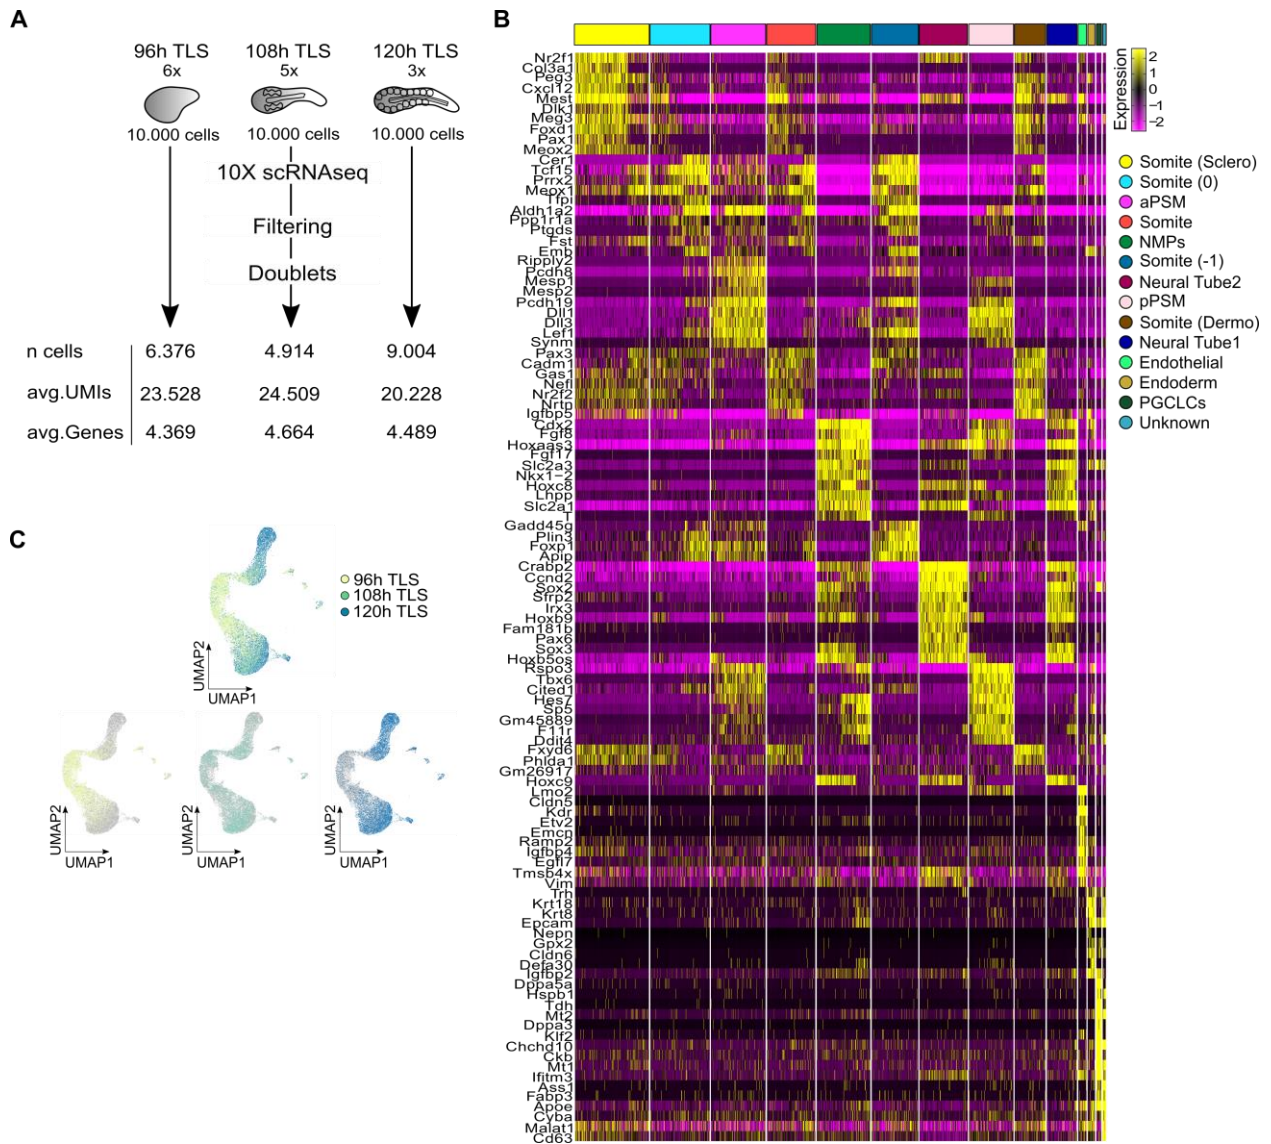 A
96h TLS 108h TLS 120h TLS
6x 5x 3x
10.000 cells 10.000 cells 10.000 cells
10X scRNAseq
Filtering
Doublets
n cells 6.376 4.914 9.004
avg.UMIs 23.528 24.509 20.228
avg.Genes 4.369 4.664 4.489
B
Nr2f1
Col3a1
Peg3
Cxcl12
Mest
Dlk1
Meg3
Foxd1
Pax1
Meox2
Cer1
Tcf15
Prrx2
Meox1
Tfpi
Aldh1a2
Ppp1r1a
Ptgds
Fst
Emb
Ripply2
Pcdh8
Mesp1
Mesp2
Pcdh19
Dll1
Dll3
Lef1
Synm
Pax3
Cadm1
Gas1
Nefl
Nr2f2
Nrtn
Igfbp5
Cdx2
Fgf8
Hoxaas3
Fgf17
Slc2a3
Nkx1-2
Hoxc8
Lhpp
Slc2a1
T
Gadd45g
Plin3
Foxp1
Apip
Crabp2
Ccnd2
Sox2
Sfrp2
Irx3
Hoxb9
Fam181b
Pax6
Sox3
Hoxb5os
Rspo3
Tbx6
Cited1
Hes7
Sp5
Gm45889
F11r
Ddit4
Fxyd6
Phlda1
Gm26917
Hoxc9
Lmo2
Cldn5
Kdr
Etv2
Emcn
Ramp2
Igfbp4
Egfl7
Tmsb4x
Vim
Trh
Krt18
Krt8
Epcam
Nepn
Gpx2
Cldn6
Defa30
Igfbp2
Dppa5a
Hspb1
Tdh
Mt2
Dppa3
Klf2
Chchd10
Ckb
Mt1
Ifitm3
Ass1
Fabp3
Apoe
Cyba
Malat1
Cd63
Expression
2
1
0
−1
−2
Somite (Sclero)
Somite (0)
aPSM
Somite
NMPs
Somite (-1)
Neural Tube2
pPSM
Somite (Dermo)
Neural Tube1
Endothelial
Endoderm
PGCLCs
Unknown
C
96h TLS
108h TLS
120h TLS
UMAP2
UMAP1
UMAP2
UMAP1
UMAP2
UMAP1
UMAP2
UMAP1